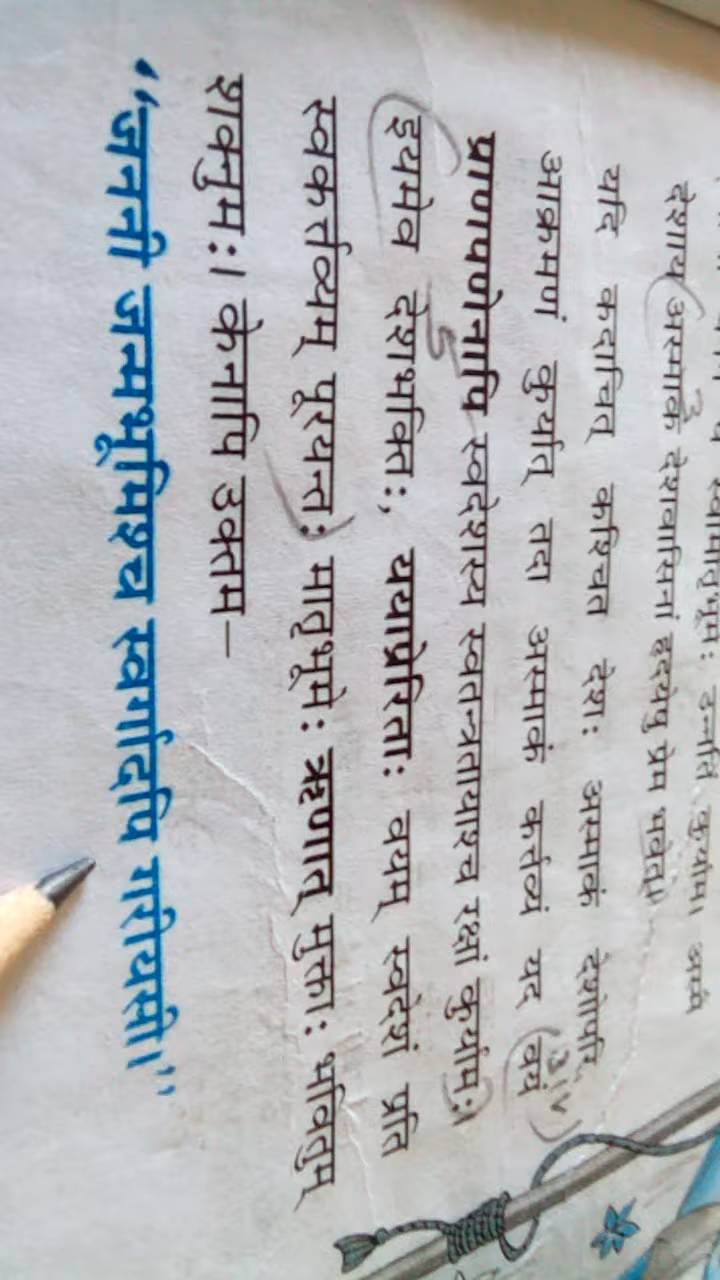 स्वमातृभूमेः उन्नतिं कुर्याम। अस्मै
देशाय अस्माकं देशवासिनां हृदयेषु प्रेम भवेत्।
यदि कदाचित् कश्चित देशः अस्माकं देशोपरि
आक्रमणं कुर्यात् तदा अस्माकं कर्त्तव्यं यद् वयं
प्राणपणेनापि स्वदेशस्य स्वतन्त्रतायाश्च रक्षां कुर्यामः।
इयमेव देशभक्तिः, ययाप्रेरिताः वयम् स्वदेशं प्रति
स्वकर्त्तव्यम् पूरयन्तः मातृभूमेः ऋणात् मुक्ताः भवितुम्
शक्नुमः। केनापि उक्तम–
“जननी जन्मभूमिश्च स्वर्गादपि गरीयसी।”